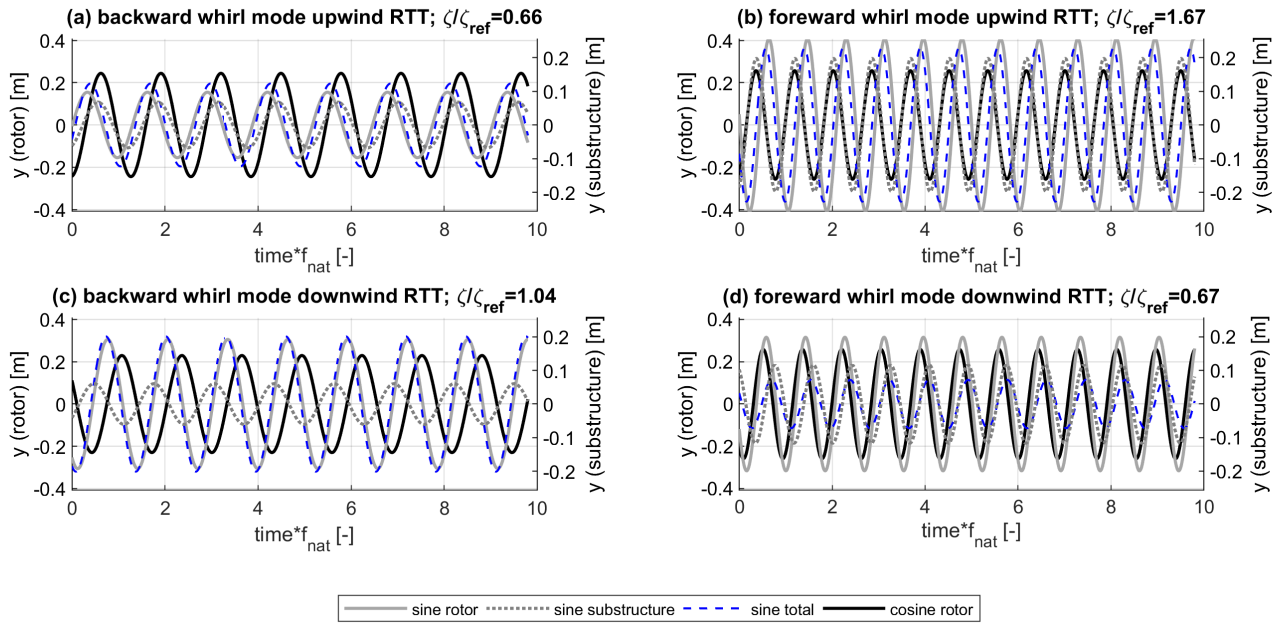 (a) backward whirl mode upwind RTT; ζ/ζref=0.66
0.4
0.2
0
-0.2
-0.4
y (rotor) [m]
0.2
0.1
0
-0.1
-0.2
y (substructure) [m]
0 2 4 6 8 10
time*fnat [-]
(b) foreward whirl mode upwind RTT; ζ/ζref=1.67
0.4
0.2
0
-0.2
-0.4
y (rotor) [m]
0.2
0.1
0
-0.1
-0.2
y (substructure) [m]
0 2 4 6 8 10
time*fnat [-]
(c) backward whirl mode downwind RTT; ζ/ζref=1.04
0.4
0.2
0
-0.2
-0.4
y (rotor) [m]
0.2
0.1
0
-0.1
-0.2
y (substructure) [m]
0 2 4 6 8 10
time*fnat [-]
(d) foreward whirl mode downwind RTT; ζ/ζref=0.67
0.4
0.2
0
-0.2
-0.4
y (rotor) [m]
0.2
0.1
0
-0.1
-0.2
y (substructure) [m]
0 2 4 6 8 10
time*fnat [-]
sine rotor sine substructure sine total cosine rotor